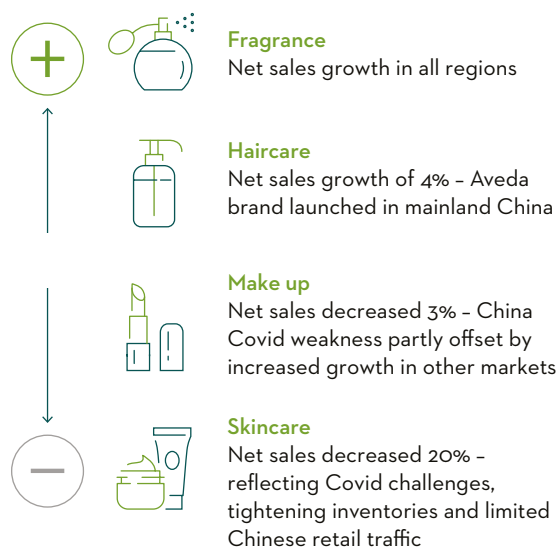 Fragrance
Net sales growth in all regions
Haircare
Net sales growth of 4% – Aveda
brand launched in mainland China
Make up
Net sales decreased 3% – China
Covid weakness partly offset by
increased growth in other markets
Skincare
Net sales decreased 20% –
reflecting Covid challenges,
tightening inventories and limited
Chinese retail traffic